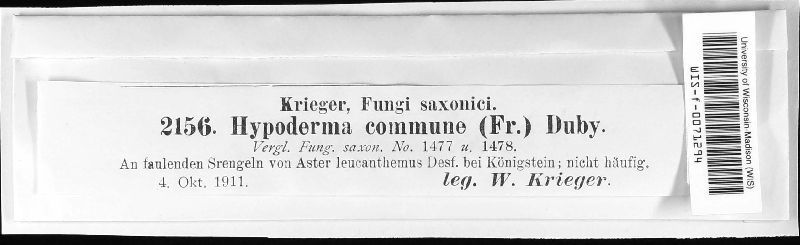 Krieger, Fungi saxonici.
2156. Hypoderma commune (Fr.) Duby.
Vergl. Fung. saxon. No. 1477 u. 1478.
An faulenden Srengeln von Aster leucanthemus Desf. bei Königstein; nicht häufig.
4. Okt. 1911. leg. W. Krieger.
University of Wisconsin-Madison (WIS)
WIS-f-0071294